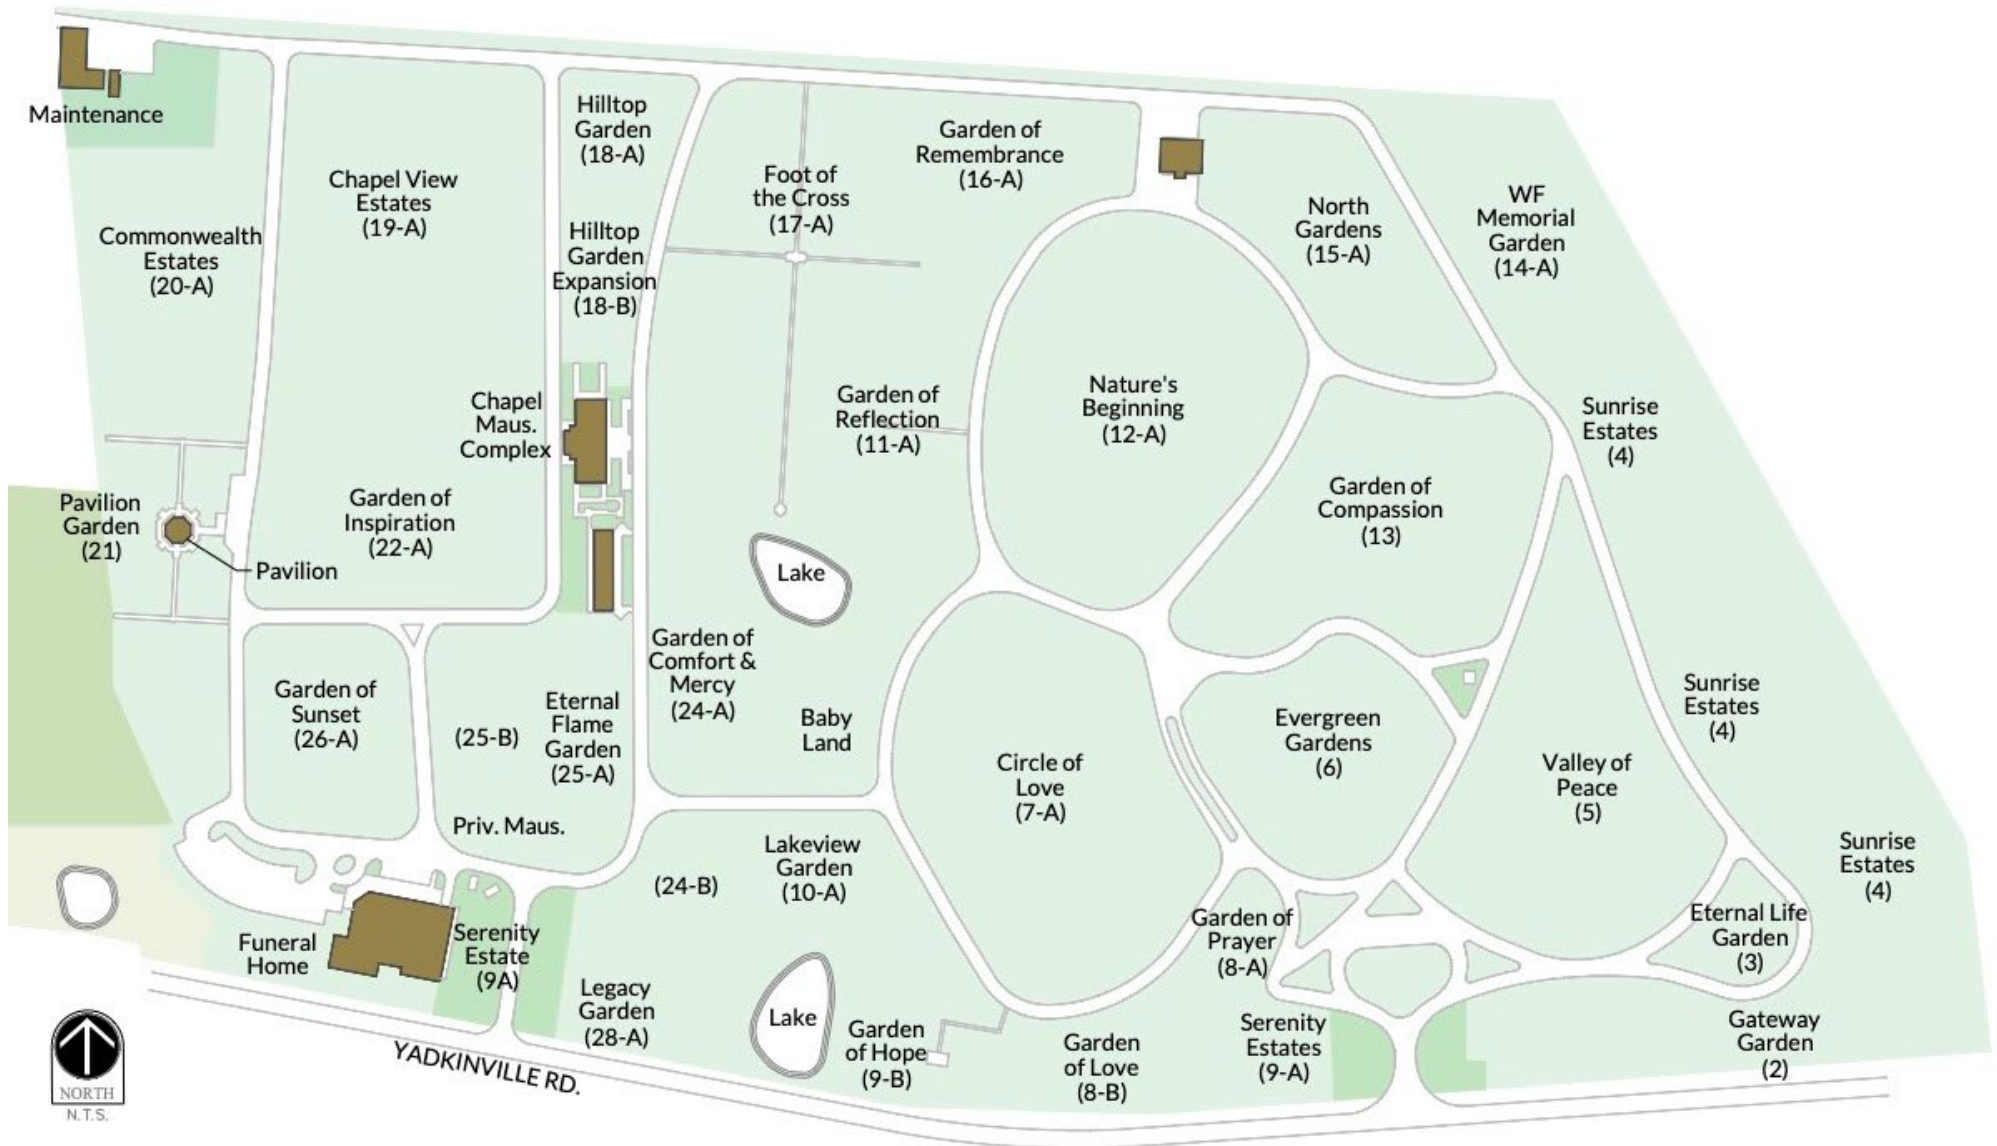 Maintenance
Hilltop
Garden
(18-A)
Chapel View
Estates
(19-A)
Foot of
the Cross
(17-A)
Garden of
Remembrance
(16-A)
North
Gardens
(15-A)
WF
Memorial
Garden
(14-A)
Commonwealth
Estates
(20-A)
Hilltop
Garden
Expansion
(18-B)
Chapel
Maus.
Complex
Garden of
Reflection
(11-A)
Nature's
Beginning
(12-A)
Sunrise
Estates
(4)
Pavilion
Garden
(21)
Pavilion
Garden of
Inspiration
(22-A)
Garden of
Compassion
(13)
Lake
Garden of
Sunset
(26-A)
(25-B)
Eternal
Flame
Garden
(25-A)
Garden of
Comfort &
Mercy
(24-A)
Baby
Land
Circle of
Love
(7-A)
Evergreen
Gardens
(6)
Valley of
Peace
(5)
Sunrise
Estates
(4)
Priv. Maus.
(24-B)
Lakeview
Garden
(10-A)
Sunrise
Estates
(4)
Funeral
Home
Serenity
Estate
(9A)
Garden of
Prayer
(8-A)
Eternal Life
Garden
(3)
Legacy
Garden
(28-A)
Lake
Garden
of Hope
(9-B)
Garden
of Love
(8-B)
Serenity
Estates
(9-A)
Gateway
Garden
(2)
YADKINVILLE RD.
NORTH
N.T.S.